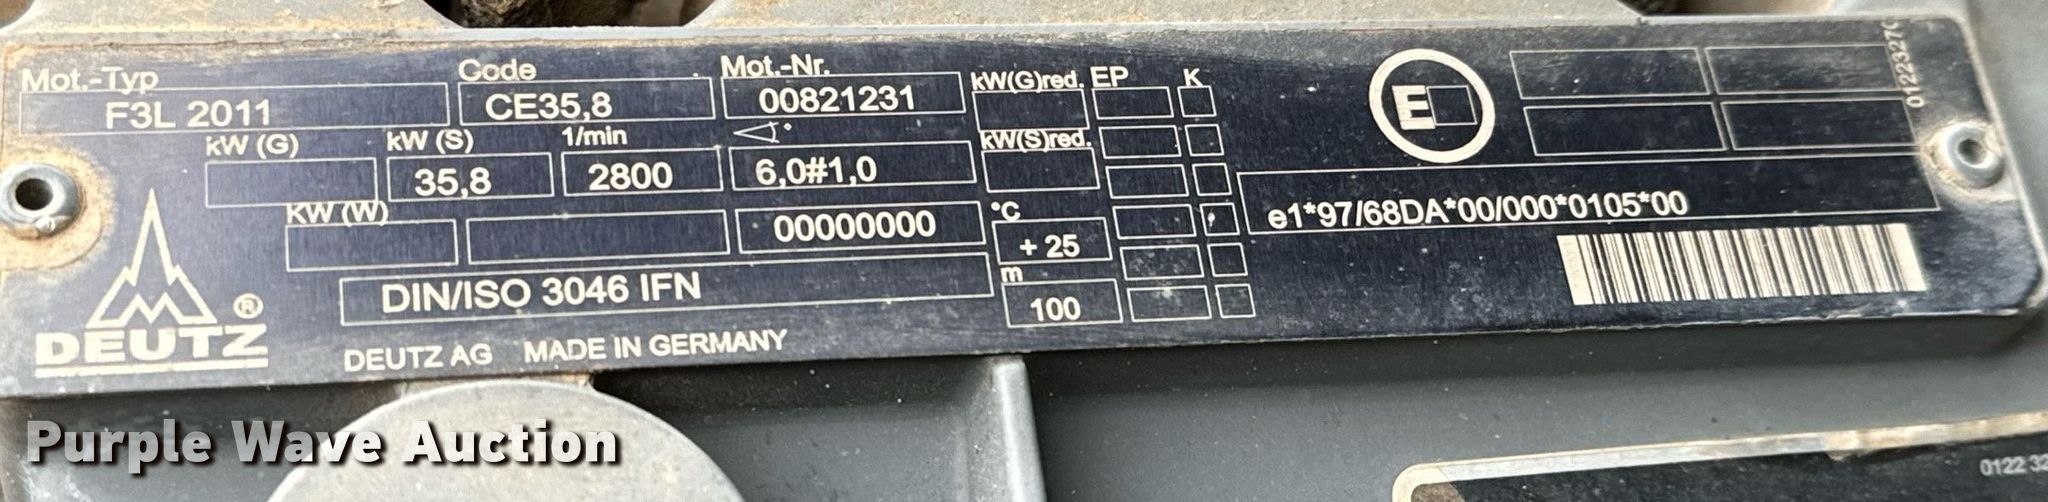 Mot.-Typ Code Mot.-Nr. kW(G)red. EP K
F3L 2011 CE35,8 00821231
kW (G) kW (S) 1/min ° kW(S)red.
35,8 2800 6,0#1,0
KW (W) °C
00000000 + 25
e1*97/68DA*00/000*0105*00
m
DIN/ISO 3046 IFN 100
DEUTZ ®
DEUTZ AG MADE IN GERMANY
E
Purple Wave Auction